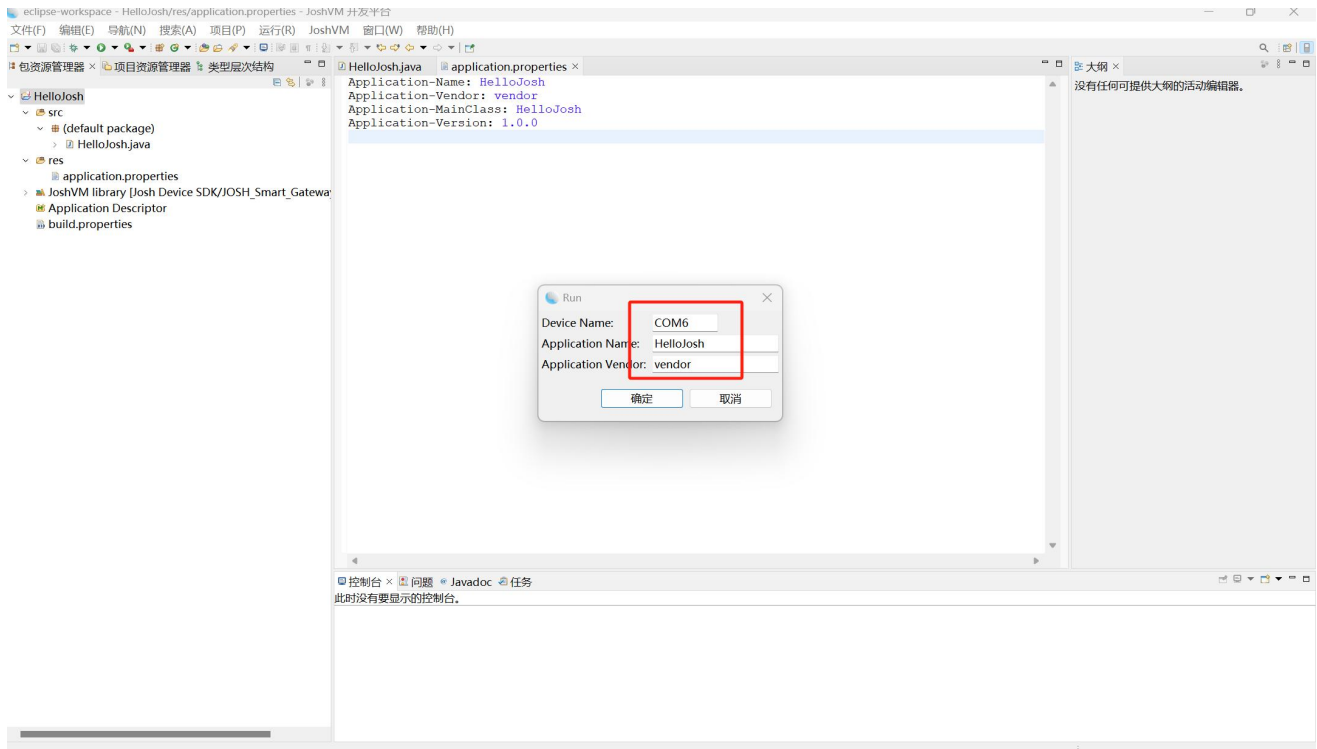 eclipse-workspace - HelloJosh/res/application.properties - JoshVM 开发平台
文件(F) 编辑(E) 导航(N) 搜索(A) 项目(P) 运行(R) JoshVM 窗口(W) 帮助(H)
包资源管理器 项目资源管理器 类型层次结构
HelloJosh
src
(default package)
HelloJosh.java
res
application.properties
JoshVM library [Josh Device SDK/JOSH_Smart_Gateway
Application Descriptor
build.properties
HelloJosh.java application.properties
Application-Name: HelloJosh
Application-Vendor: vendor
Application-MainClass: HelloJosh
Application-Version: 1.0.0
大纲
没有任何可提供大纲的活动编辑器。
Run
Device Name: COM6
Application Name: HelloJosh
Application Vendor: vendor
确定 取消
控制台 问题 Javadoc 任务
此时没有要显示的控制台。